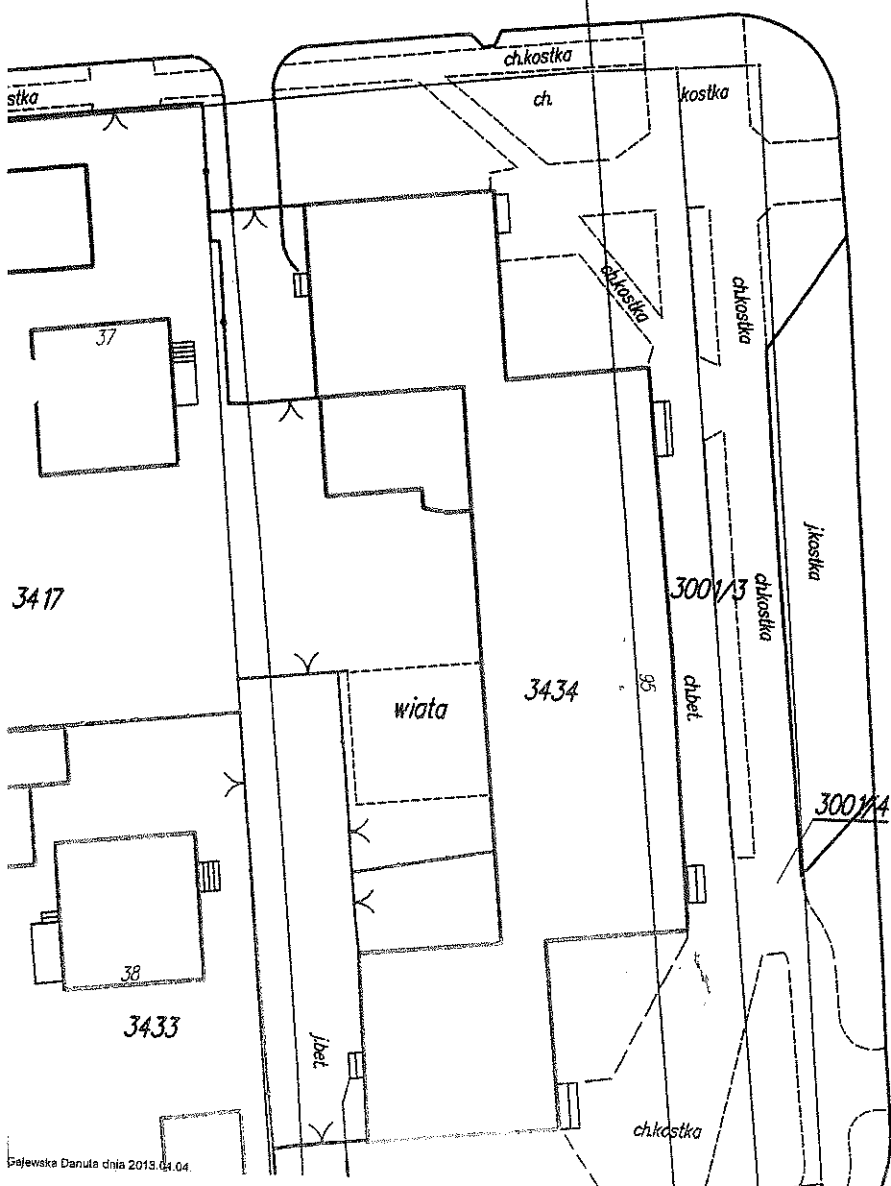 stka
ch.kostka
ch.
kostka
37
ch.kostka
ch.kostka
j.kostka
3417
3001/3
ch.kostka
wiata
3434
95
ch.bet.
3001/4
38
3433
j.bet.
ch.kostka
Gajewska Danuta dnia 2013.01.04.